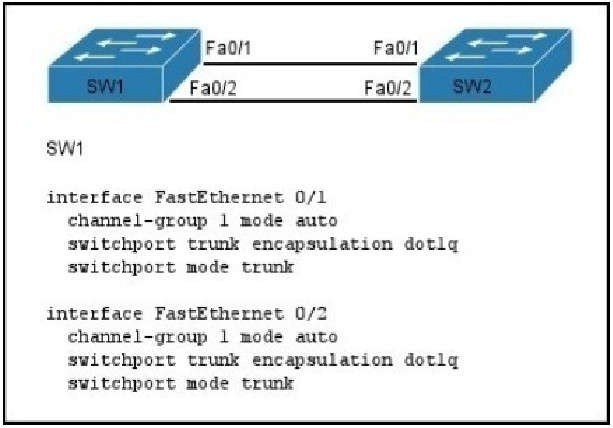 Fa0/1 Fa0/1
SW1 Fa0/2 Fa0/2 SW2
SW1
interface FastEthernet 0/1
channel-group 1 mode auto
switchport trunk encapsulation dot1q
switchport mode trunk
interface FastEthernet 0/2
channel-group 1 mode auto
switchport trunk encapsulation dot1q
switchport mode trunk